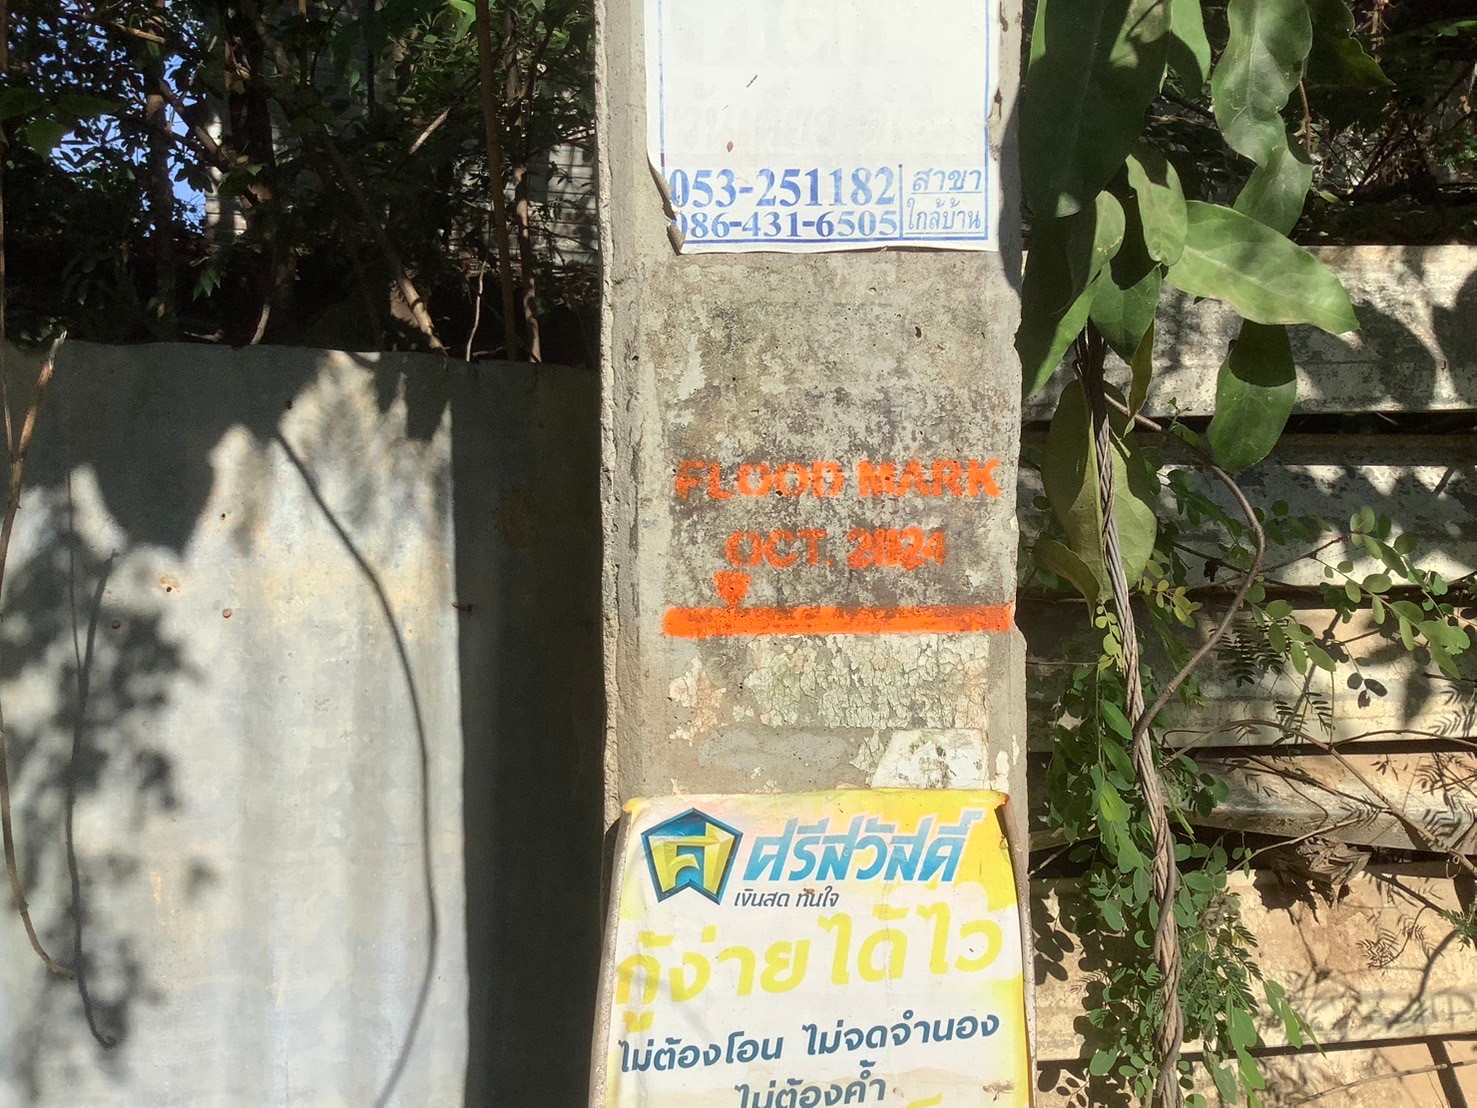 053-251182 สาขา
086-431-6505 ใกล้บ้าน
FLOOD MARK
OCT. 2024
ศรีสวัสดิ์
เงินสด ทันใจ
กู้ง่าย ได้ไว
ไม่ต้องโอน ไม่จดจำนอง
ไม่ต้องค้ำ